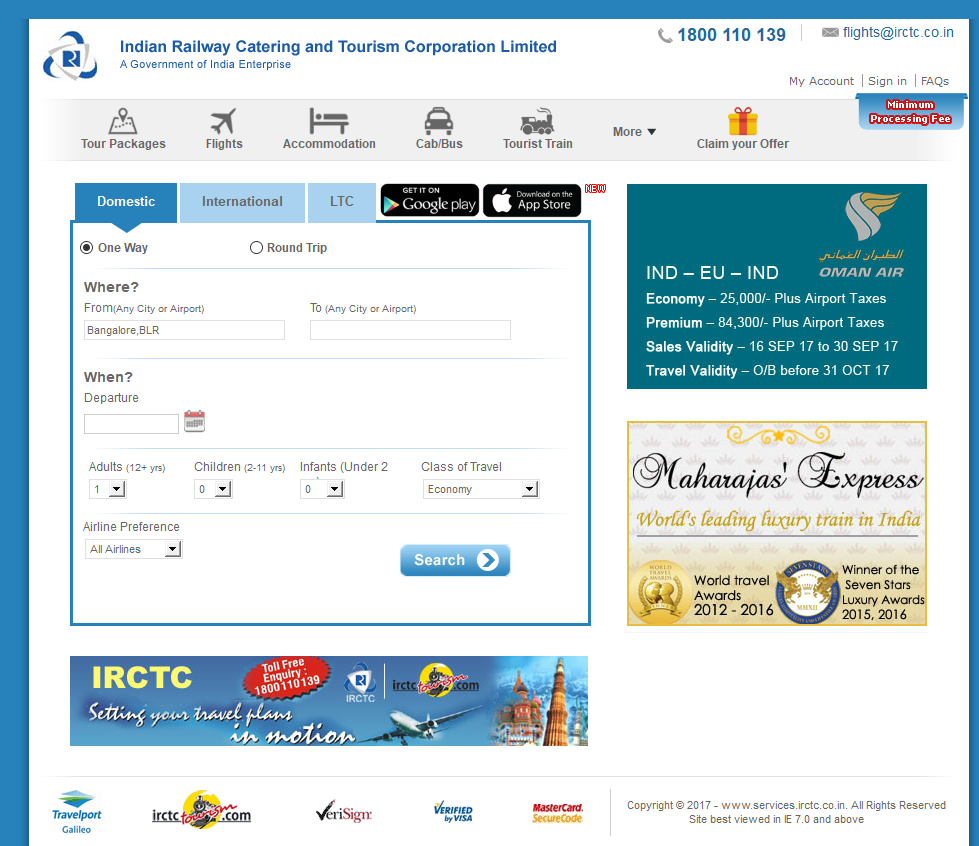 Indian Railway Catering and Tourism Corporation Limited
A Government of India Enterprise
1800 110 139
flights@irctc.co.in
My Account | Sign in | FAQs
Minimum
Processing Fee
Tour Packages
Flights
Accommodation
Cab/Bus
Tourist Train
More
Claim your Offer
Domestic
International
LTC
GET IT ON
Google play
Download on the
App Store
NEW
One Way
Round Trip
Where?
From(Any City or Airport)
To (Any City or Airport)
Bangalore,BLR
When?
Departure
Adults (12+ yrs)
Children (2-11 yrs)
Infants (Under 2
Class of Travel
1
0
0
Economy
Airline Preference
All Airlines
Search
الطيران العماني
OMAN AIR
IND – EU – IND
Economy – 25,000/- Plus Airport Taxes
Premium – 84,300/- Plus Airport Taxes
Sales Validity – 16 SEP 17 to 30 SEP 17
Travel Validity – O/B before 31 OCT 17
Maharajas' Express
World's leading luxury train in India
WORLD
TRAVEL
AWARDS
World travel
Awards
2012 - 2016
SEVEN STARS
MMXII
Winner of the
Seven Stars
Luxury Awards
2015, 2016
IRCTC
Toll Free
Enquiry :
1800110139
IRCTC
irctc tourism .com
Setting your travel plans
in motion
Travelport
Galileo
irctc tourism .com
VeriSign
VERIFIED
by VISA
MasterCard.
SecureCode
Copyright © 2017 - www.services.irctc.co.in. All Rights Reserved
Site best viewed in IE 7.0 and above